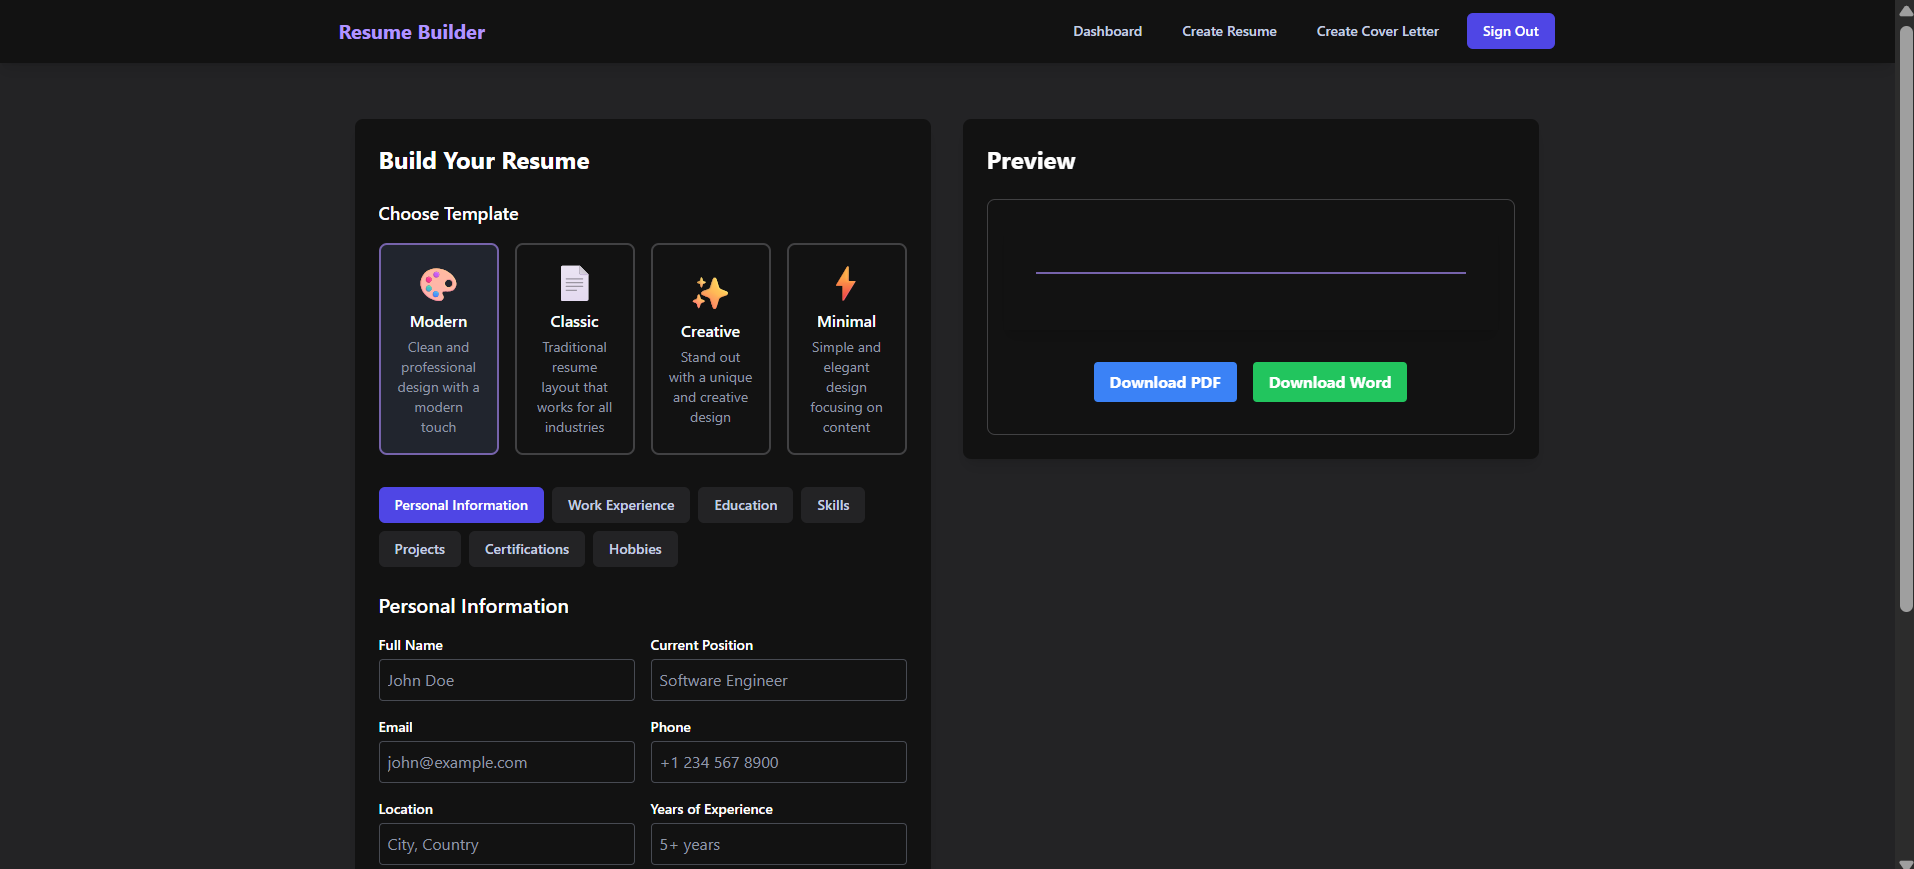 Resume Builder
Dashboard
Create Resume
Create Cover Letter
Sign Out
Build Your Resume
Choose Template
Modern
Clean and
professional
design with a
modern
touch
Classic
Traditional
resume
layout that
works for all
industries
Creative
Stand out
with a unique
and creative
design
Minimal
Simple and
elegant
design
focusing on
content
Personal Information
Work Experience
Education
Skills
Projects
Certifications
Hobbies
Personal Information
Full Name
John Doe
Current Position
Software Engineer
Email
john@example.com
Phone
+1 234 567 8900
Location
City, Country
Years of Experience
5+ years
Preview
Download PDF
Download Word